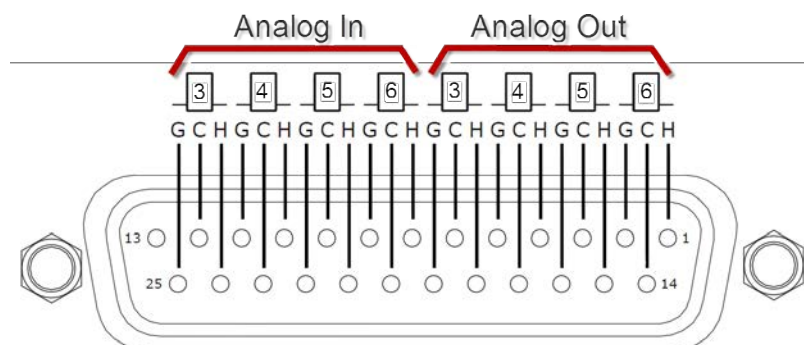 Analog In Analog Out
3 4 5 6 3 4 5 6
G C H G C H G C H G C H G C H G C H G C H G C H
13 1
25 14